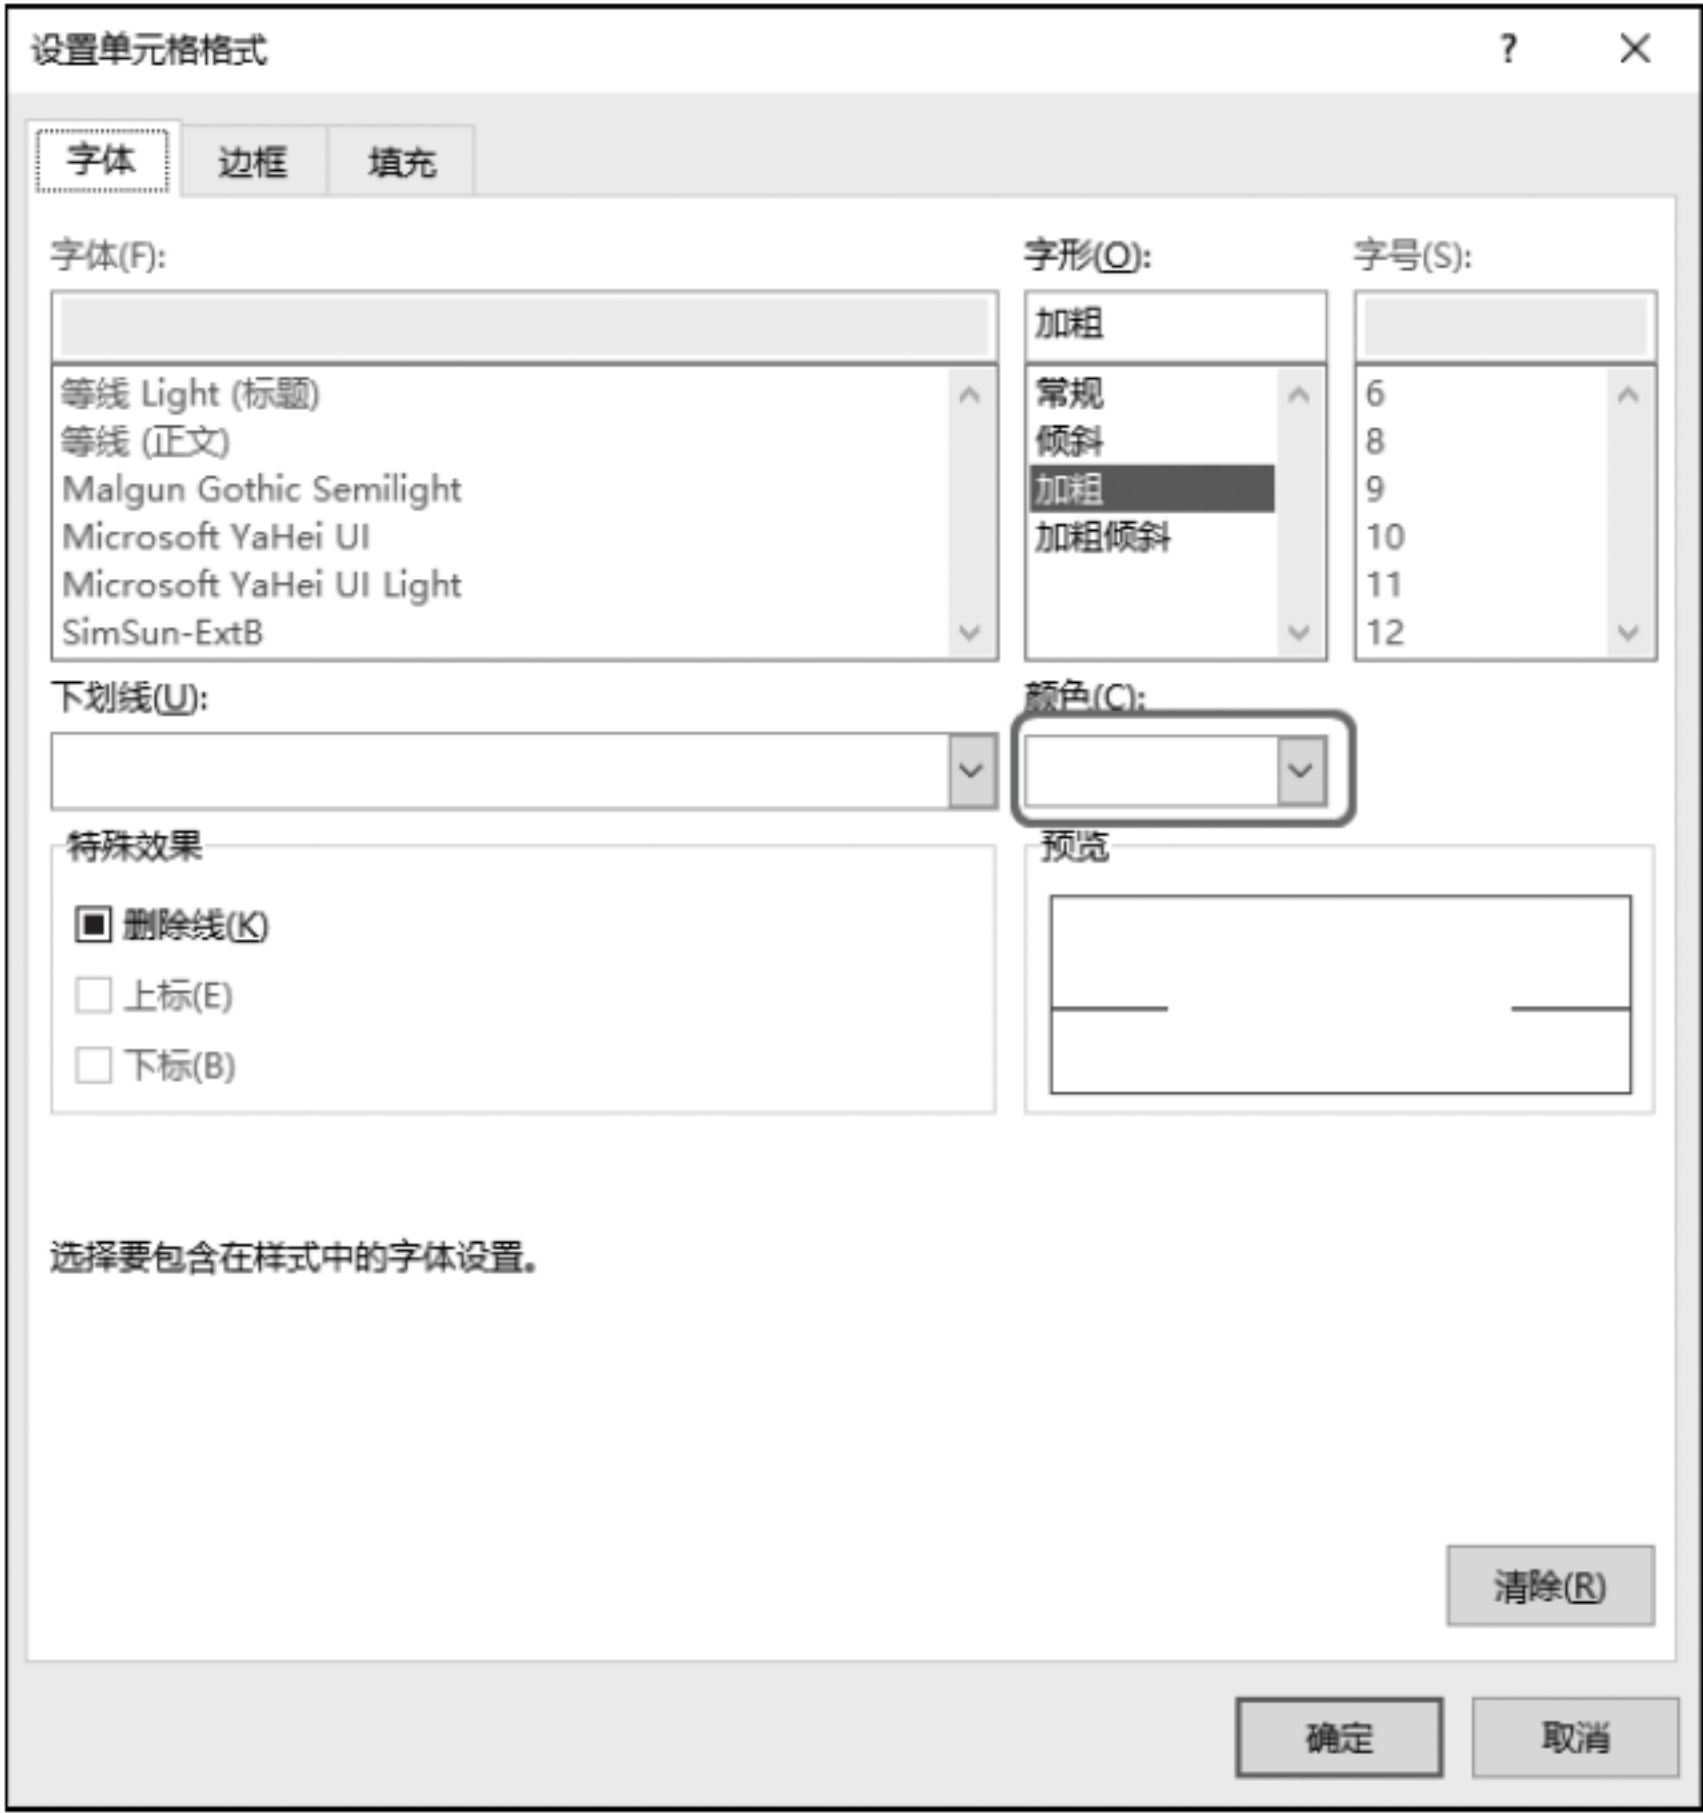 设置单元格格式 ? ×
字体 边框 填充
字体(F): 字形(O): 字号(S):
加粗
等线 Light (标题) 常规 6
等线 (正文) 倾斜 8
Malgun Gothic Semilight 加粗 9
Microsoft YaHei UI 加粗倾斜 10
Microsoft YaHei UI Light 11
SimSun-ExtB 12
下划线(U): 颜色(C):
特殊效果 预览
删除线(K)
上标(E)
下标(B)
选择要包含在样式中的字体设置。
清除(R)
确定 取消